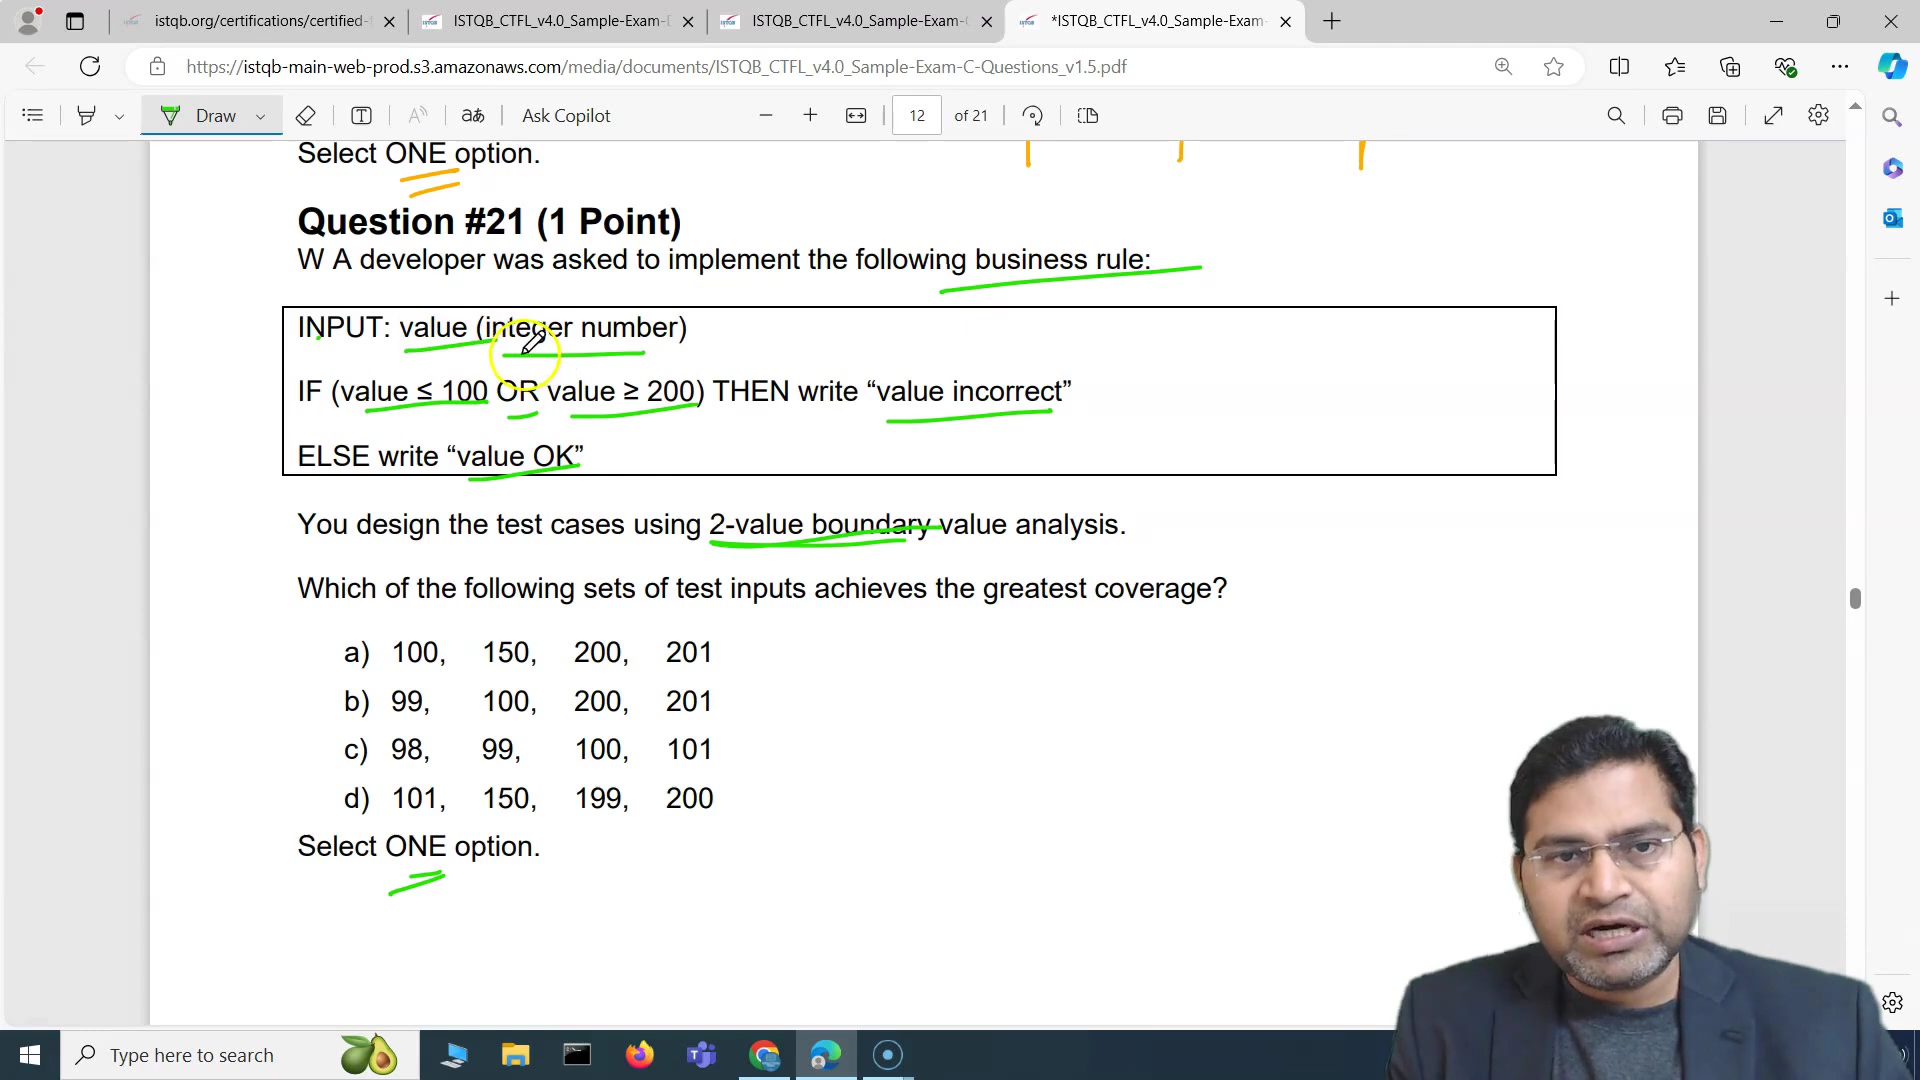 istqb.org/certifications/certified-
ISTQB_CTFL_v4.0_Sample-Exam-
ISTQB_CTFL_v4.0_Sample-Exam-
*ISTQB_CTFL_v4.0_Sample-Exam-
https://istqb-main-web-prod.s3.amazonaws.com/media/documents/ISTQB_CTFL_v4.0_Sample-Exam-C-Questions_v1.5.pdf
Draw
Ask Copilot
12 of 21
Select ONE option.
Question #21 (1 Point)
W A developer was asked to implement the following business rule:
INPUT: value (integer number)
IF (value ≤ 100 OR value ≥ 200) THEN write “value incorrect”
ELSE write “value OK”
You design the test cases using 2-value boundary value analysis.
Which of the following sets of test inputs achieves the greatest coverage?
a) 100, 150, 200, 201
b) 99, 100, 200, 201
c) 98, 99, 100, 101
d) 101, 150, 199, 200
Select ONE option.
Type here to search